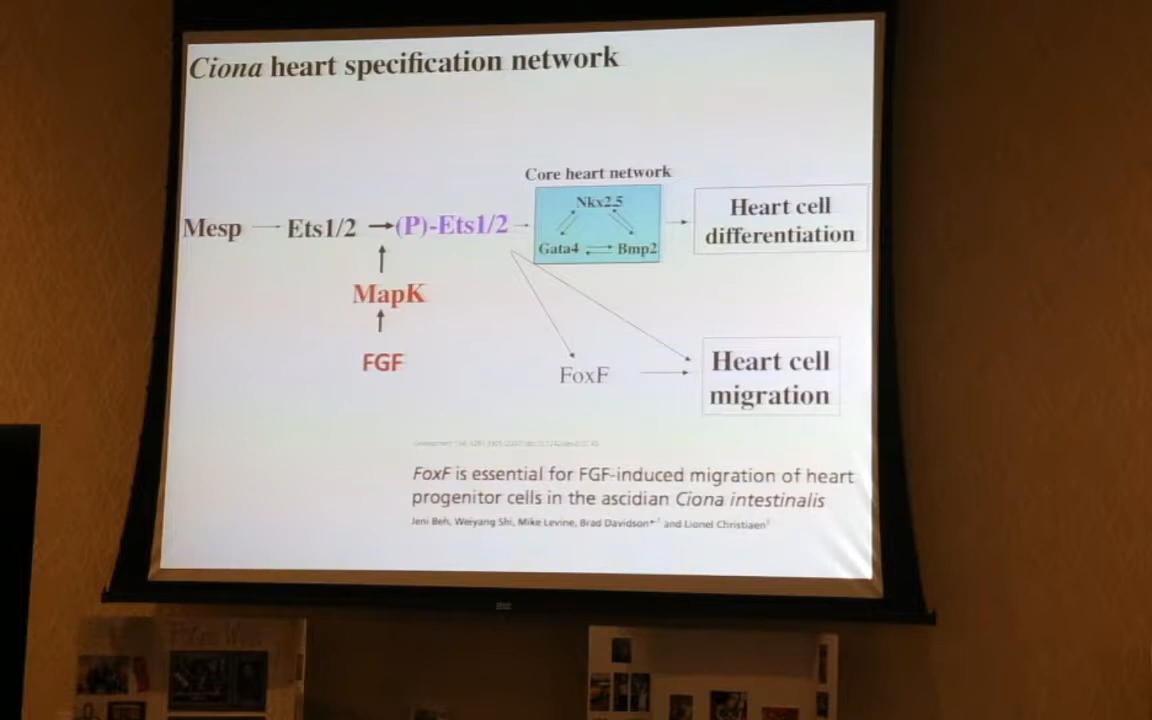 Ciona heart specification network
Core heart network
Nkx2.5
Gata4
Bmp2
Mesp
Ets1/2
(P)-Ets1/2
Heart cell
differentiation
MapK
FGF
FoxF
Heart cell
migration
FoxF is essential for FGF-induced migration of heart
progenitor cells in the ascidian Ciona intestinalis
Jeni Beh, Weiyang Shi, Mike Levine, Brad Davidson and Lionel Christiaen